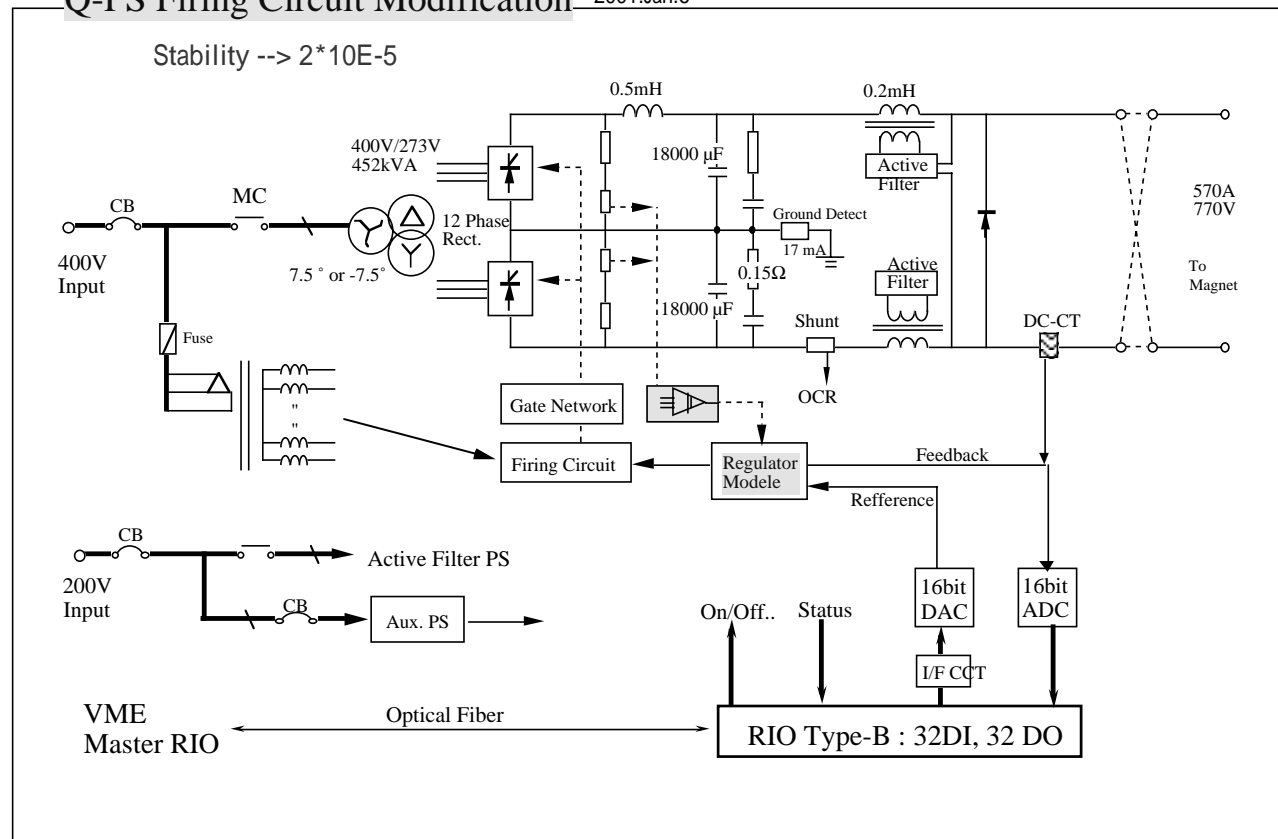 Q-PS Firing Circuit Modification
Stability --> 2*10E-5
0.5mH
0.2mH
400V/273V
452kVA
18000 µF
Active
Filter
570A
770V
CB
MC
12 Phase
Rect.
Ground Detect
17 mA
400V
Input
7.5 ° or -7.5°
0.15Ω
Active
Filter
To
Magnet
18000 µF
Fuse
Shunt
DC-CT
OCR
"
"
Gate Network
Firing Circuit
Regulator
Modele
Feedback
Refference
CB
200V
Input
Active Filter PS
CB
Aux. PS
On/Off..
Status
16bit
DAC
16bit
ADC
I/F CCT
VME
Master RIO
Optical Fiber
RIO Type-B : 32DI, 32 DO